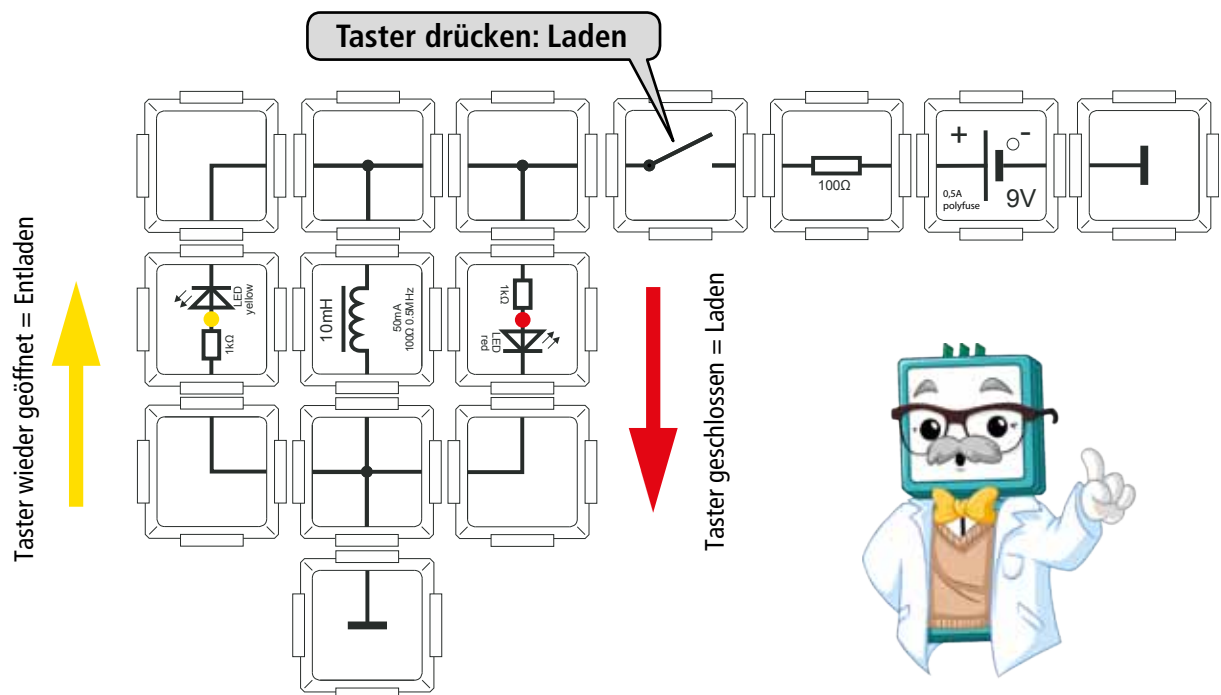 Taster drücken: Laden
100Ω
+
-
0,5A
polyfuse
9V
Taster wieder geöffnet = Entladen
LED
yellow
1kΩ
10mH
50mA
100Ω 0.5MHz
1kΩ
LED
red
Taster geschlossen = Laden